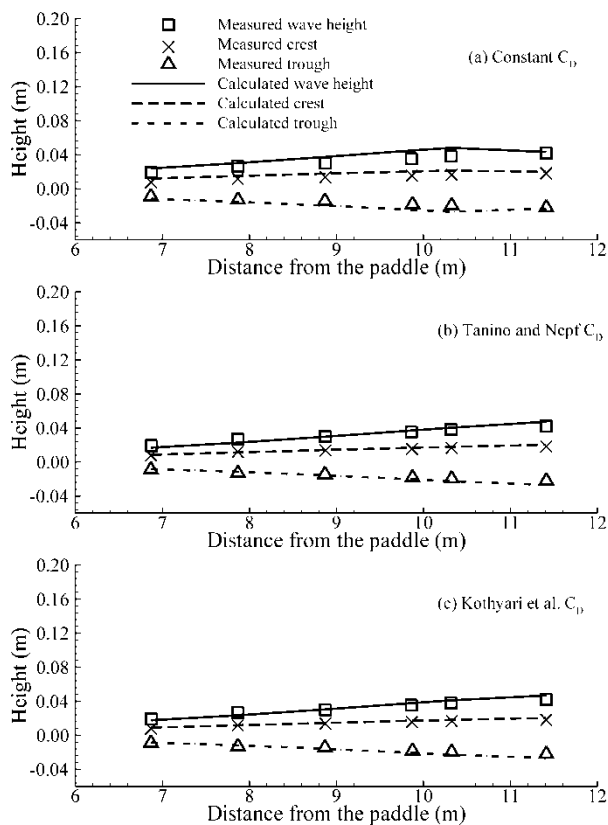 0.20
0.16
0.12
0.08
0.04
0.00
-0.04
Height (m)
Measured wave height
Measured crest
Measured trough
Calculated wave height
Calculated crest
Calculated trough
(a) Constant C_D
6 7 8 9 10 11 12
Distance from the paddle (m)
0.20
0.16
0.12
0.08
0.04
0.00
-0.04
Height (m)
(b) Tanino and Nepf C_D
6 7 8 9 10 11 12
Distance from the paddle (m)
0.20
0.16
0.12
0.08
0.04
0.00
-0.04
Height (m)
(c) Kothyari et al. C_D
6 7 8 9 10 11 12
Distance from the paddle (m)